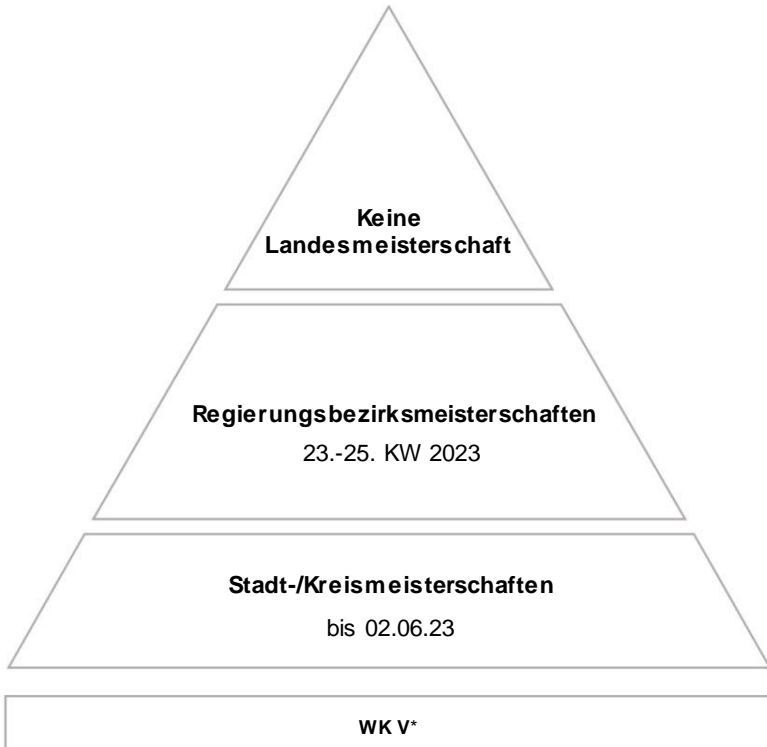 Keine
Landesmeisterschaft
Regierungsbezirksmeisterschaften
23.-25. KW 2023
Stadt-/Kreismeisterschaften
bis 02.06.23
WK V*